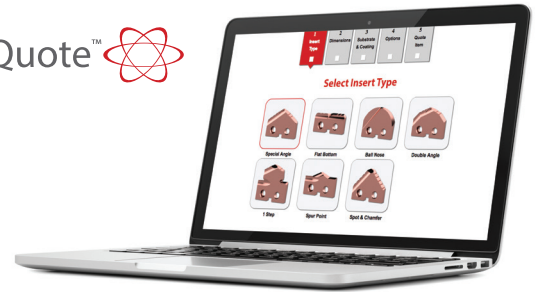 Quote™
1
Insert
Type
2
Dimensions
3
Substrate
& Coating
4
Options
5
Quote
Item
Select Insert Type
Special Angle
Flat Bottom
Ball Nose
Double Angle
1 Step
Spur Point
Spot & Chamfer